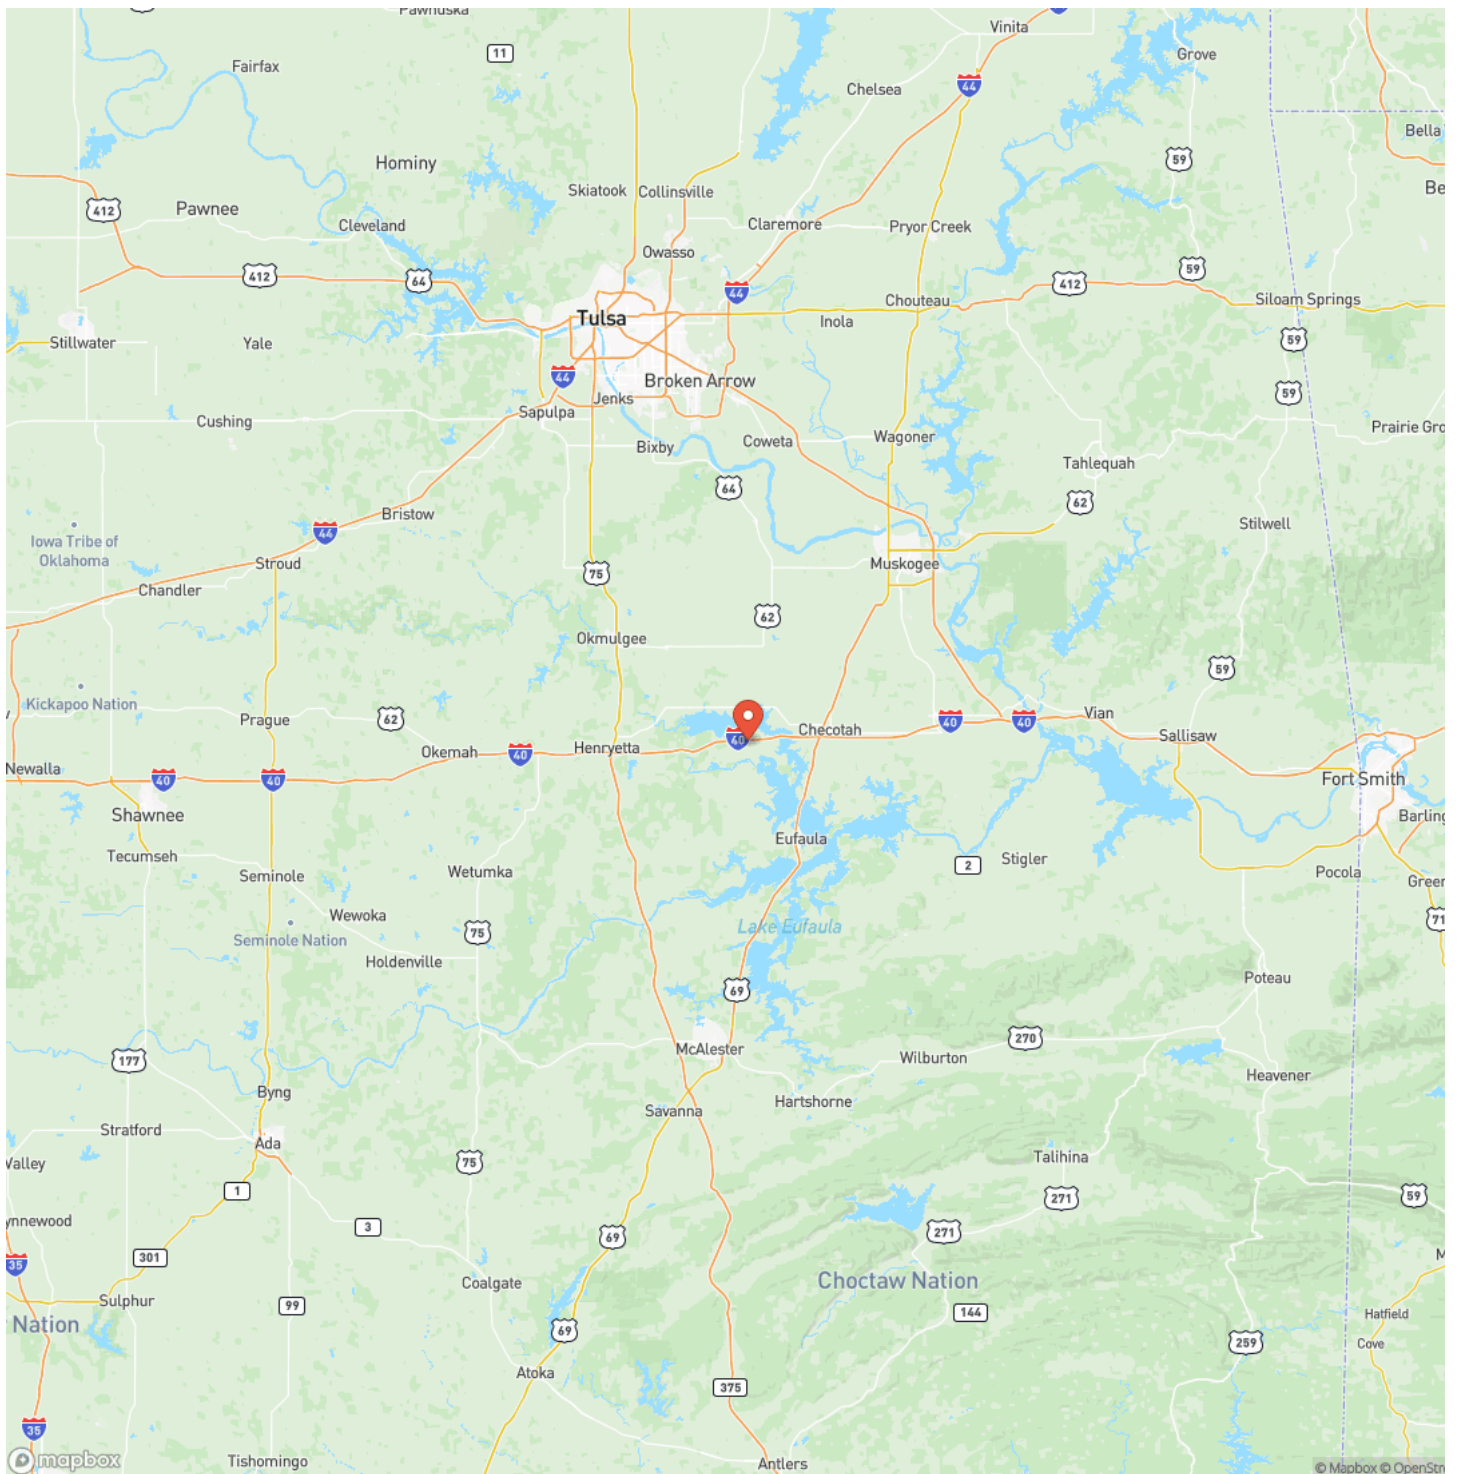 Pawhuska
Vinita
11
Grove
Fairfax
44
Chelsea
Bella
Hominy
59
Skiatook
Collinsville
Be
412
Pawnee
Cleveland
Claremore
Pryor Creek
Owasso
412
64
59
412
44
Chouteau
Siloam Springs
Tulsa
Inola
Stillwater
Yale
59
44
Broken Arrow
59
Jenks
Sapulpa
Cushing
Prairie Gro
Bixby
Coweta
Wagoner
Tahlequah
64
62
Bristow
Stilwell
44
Iowa Tribe of
Oklahoma
Stroud
Muskogee
75
Chandler
62
Okmulgee
59
Kickapoo Nation
Prague
62
Vian
40
40
Checotah
40
Sallisaw
Okemah
40
Henryetta
Newalla
40
40
Fort Smith
Shawnee
Barling
Eufaula
Tecumseh
Stigler
2
Seminole
Wetumka
Pocola
Green
Wewoka
71
Seminole Nation
75
Lake Eufaula
Holdenville
Poteau
69
270
McAlester
Wilburton
177
Heavener
Byng
Hartshorne
Savanna
Stratford
Ada
Talihina
Valley
75
1
271
59
ynnewood
3
271
69
301
35
Choctaw Nation
Coalgate
Sulphur
99
144
Hatfield
Nation
69
259
Cove
Atoka
375
35
mapbox
Tishomingo
Antlers
© Mapbox © OpenStre